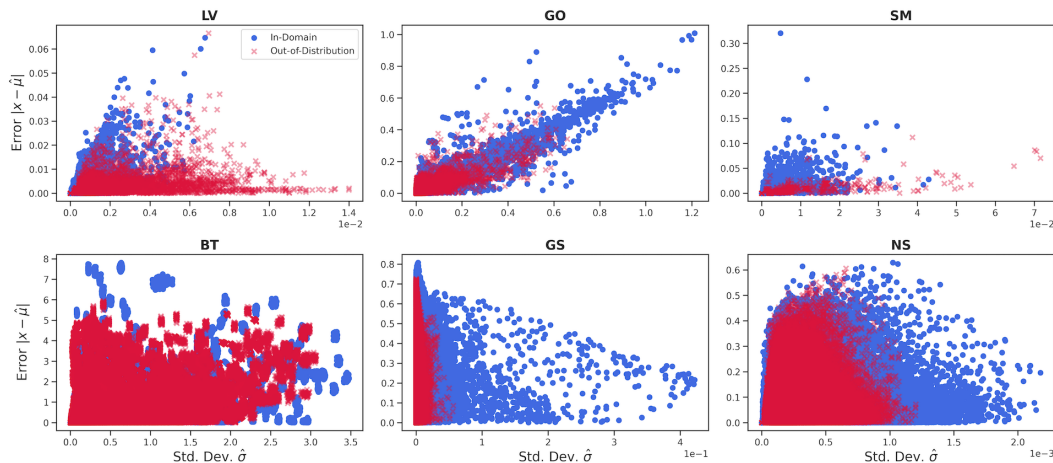 LV
GO
SM
Error |x − μ̂|
0.06
0.05
0.04
0.03
0.02
0.01
0.00
In-Domain
Out-of-Distribution
0.0 0.2 0.4 0.6 0.8 1.0 1.2 1.4
1e−2
1.0
0.8
0.6
0.4
0.2
0.0
0.0 0.2 0.4 0.6 0.8 1.0 1.2
0.30
0.25
0.20
0.15
0.10
0.05
0.00
0 1 2 3 4 5 6 7
1e−2
BT
GS
NS
Error |x − μ̂|
8
7
6
5
4
3
2
1
0
0.0 0.5 1.0 1.5 2.0 2.5 3.0 3.5
Std. Dev. σ̂
0.8
0.7
0.6
0.5
0.4
0.3
0.2
0.1
0.0
0 1 2 3 4
1e−1
Std. Dev. σ̂
0.6
0.5
0.4
0.3
0.2
0.1
0.0
0.0 0.5 1.0 1.5 2.0
1e−3
Std. Dev. σ̂